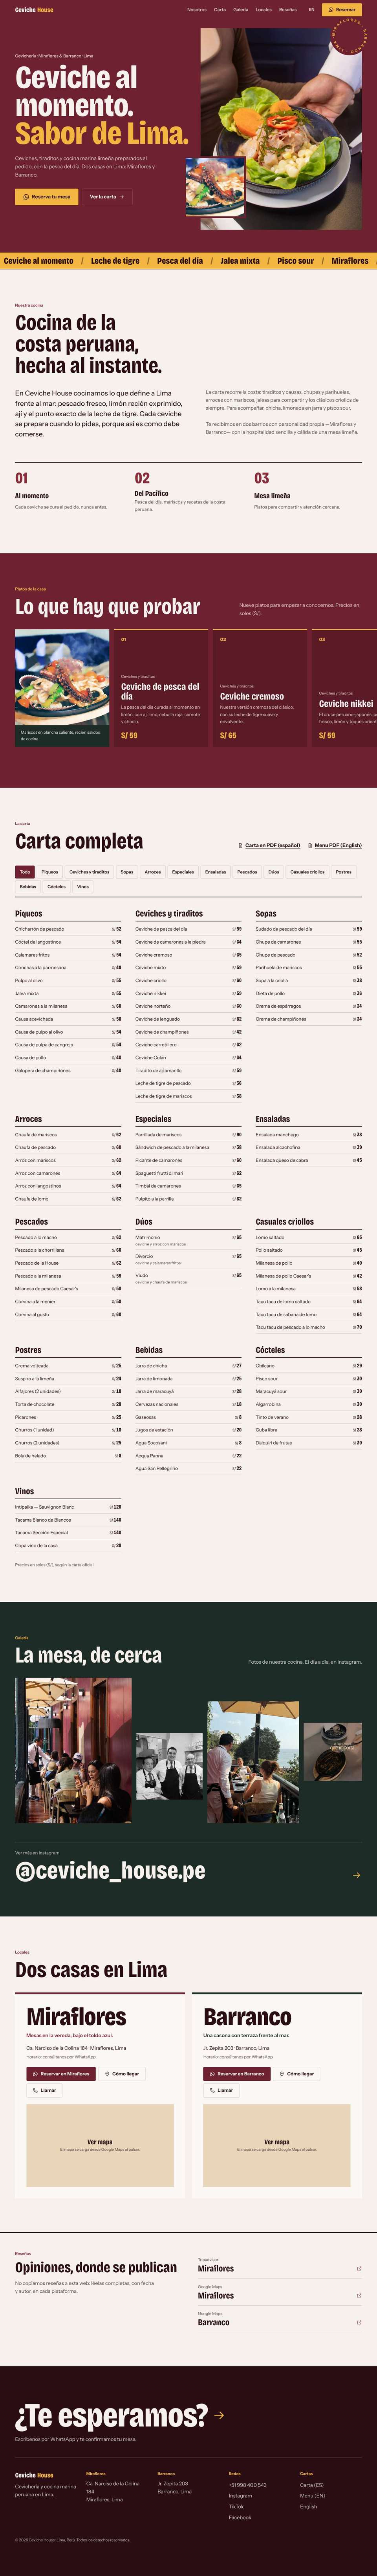 Ceviche House
Nosotros Carta Galería Locales Reseñas EN Reservar
Cevichería · Miraflores & Barranco · Lima
Ceviche al
momento.
Sabor de Lima.
Ceviches, tiraditos y cocina marina limeña preparados al
pedido, con la pesca del día. Dos casas en Lima: Miraflores y
Barranco.
Reserva tu mesa Ver la carta →
Ceviche al momento / Leche de tigre / Pesca del día / Jalea mixta / Pisco sour / Miraflores /
Nuestra cocina
Cocina de la
costa peruana,
hecha al instante.
En Ceviche House cocinamos lo que define a Lima
frente al mar: pescado fresco, limón recién exprimido,
ají y el punto exacto de la leche de tigre. Cada ceviche
se prepara cuando lo pides, porque así es como debe
comerse.
La carta recorre la costa: tiraditos y causas, chupes y parihuelas,
arroces marinos, jaleas para compartir y los clásicos criollos de
siempre. Para acompañar, chicha, limonada en jarra y pisco sour.
Te recibimos en dos barrios con personalidad propia —Miraflores y
Barranco— con la hospitalidad sencilla y cálida de una mesa limeña.
01
Al momento
Cada ceviche se cura al pedido, nunca antes.
02
Del Pacífico
Pesca del día, mariscos y recetas de la costa
peruana.
03
Mesa limeña
Platos para compartir y atención cercana.
Platos de la casa
Lo que hay que probar
Nueve platos para empezar a conocernos. Precios en
soles (S/).
Mariscos en plancha caliente, recién salidos
de cocina
01
Ceviches y tiraditos
Ceviche de pesca del
día
La pesca del día curada al momento en
limón, con ají limo, cebolla roja, camote
y choclo.
S/ 59
02
Ceviches y tiraditos
Ceviche cremoso
Nuestra versión cremosa del clásico,
con su leche de tigre suave y
envolvente.
S/ 65
03
Ceviches y tiraditos
Ceviche nikkei
S/ 59
La carta
Carta completa
Carta en PDF (español) Menu PDF (English)
Todo Piqueos Ceviches y tiraditos Sopas Arroces Especiales Ensaladas Pescados Dúos Casuales criollos Postres
Bebidas Cócteles Vinos
Piqueos
Chicharrón de pescado S/ 52
Cóctel de langostinos S/ 54
Calamares fritos S/ 54
Conchas a la parmesana S/ 48
Pulpo al olivo S/ 55
Jalea mixta S/ 55
Camarones a la milanesa S/ 60
Causa acevichada S/ 50
Causa de pulpo al olivo S/ 54
Causa de pulpa de cangrejo S/ 54
Causa de pollo S/ 40
Galopera de champiñones S/ 40
Ceviches y tiraditos
Ceviche de pesca del día S/ 59
Ceviche de camarones a la piedra S/ 64
Ceviche cremoso S/ 65
Ceviche mixto S/ 59
Ceviche criollo S/ 60
Ceviche nikkei S/ 59
Ceviche norteño S/ 60
Ceviche de lenguado S/ 82
Ceviche de champiñones S/ 42
Ceviche carretillero S/ 62
Ceviche Colán S/ 64
Tiradito de ají amarillo S/ 59
Leche de tigre de pescado S/ 36
Leche de tigre de mariscos S/ 38
Sopas
Sudado de pescado del día S/ 59
Chupe de camarones S/ 55
Chupe de pescado S/ 52
Parihuela de mariscos S/ 55
Sopa a la criolla S/ 38
Dieta de pollo S/ 36
Crema de espárragos S/ 34
Crema de champiñones S/ 34
Arroces
Chaufa de mariscos S/ 62
Chaufa de pescado S/ 60
Arroz con mariscos S/ 62
Arroz con camarones S/ 64
Arroz con langostinos S/ 64
Chaufa de lomo S/ 62
Especiales
Parrillada de mariscos S/ 90
Sándwich de pescado a la milanesa S/ 38
Picante de camarones S/ 60
Spaguetti frutti di mari S/ 62
Timbal de camarones S/ 65
Pulpito a la parrilla S/ 82
Ensaladas
Ensalada manchego S/ 38
Ensalada alcachofina S/ 39
Ensalada queso de cabra S/ 45
Pescados
Pescado a lo macho S/ 62
Pescado a la chorrillana S/ 60
Pescado de la House S/ 62
Pescado a la milanesa S/ 59
Milanesa de pescado Caesar's S/ 59
Corvina a la menier S/ 59
Corvina al gusto S/ 60
Dúos
Matrimonio S/ 65
ceviche y arroz con mariscos
Divorcio S/ 65
ceviche y calamares fritos
Viudo S/ 65
ceviche y chaufa de mariscos
Casuales criollos
Lomo saltado S/ 65
Pollo saltado S/ 45
Milanesa de pollo S/ 40
Milanesa de pollo Caesar's S/ 42
Lomo a la milanesa S/ 58
Tacu tacu de lomo saltado S/ 64
Tacu tacu de sábana de lomo S/ 64
Tacu tacu de pescado a lo macho S/ 70
Postres
Crema volteada S/ 25
Suspiro a la limeña S/ 24
Alfajores (2 unidades) S/ 18
Torta de chocolate S/ 28
Picarones S/ 25
Churros (1 unidad) S/ 18
Churros (2 unidades) S/ 25
Bola de helado S/ 6
Bebidas
Jarra de chicha S/ 27
Jarra de limonada S/ 25
Jarra de maracuyá S/ 28
Cervezas nacionales S/ 18
Gaseosas S/ 8
Jugos de estación S/ 20
Agua Socosani S/ 8
Acqua Panna S/ 22
Agua San Pellegrino S/ 22
Cócteles
Chilcano S/ 29
Pisco sour S/ 30
Maracuyá sour S/ 30
Algarrobina S/ 30
Tinto de verano S/ 28
Cuba libre S/ 28
Daiquiri de frutas S/ 30
Vinos
Intipalka — Sauvignon Blanc S/ 120
Tacama Blanco de Blancos S/ 140
Tacama Sección Especial S/ 140
Copa vino de la casa S/ 28
Precios en soles (S/), según la carta oficial.
Galería
La mesa, de cerca
Fotos de nuestra cocina. El día a día, en Instagram.
Ver más en Instagram
@ceviche_house.pe →
Locales
Dos casas en Lima
Miraflores
Mesas en la vereda, bajo el toldo azul.
Ca. Narciso de la Colina 184 · Miraflores, Lima
Horario: consúltanos por WhatsApp.
Reservar en Miraflores Cómo llegar
Llamar
Ver mapa
El mapa se carga desde Google Maps al pulsar.
Barranco
Una casona con terraza frente al mar.
Jr. Zepita 203 · Barranco, Lima
Horario: consúltanos por WhatsApp.
Reservar en Barranco Cómo llegar
Llamar
Ver mapa
El mapa se carga desde Google Maps al pulsar.
Reseñas
Opiniones, donde se publican
No copiamos reseñas a esta web: léelas completas, con fecha
y autor, en cada plataforma.
Tripadvisor
Miraflores
Google Maps
Miraflores
Google Maps
Barranco
¿Te esperamos? →
Escríbenos por WhatsApp y te confirmamos tu mesa.
Ceviche House
Cevichería y cocina marina
peruana en Lima.
Miraflores
Ca. Narciso de la Colina
184
Miraflores, Lima
Barranco
Jr. Zepita 203
Barranco, Lima
Redes
+51 998 400 543
Instagram
TikTok
Facebook
Cartas
Carta (ES)
Menu (EN)
English
© 2026 Ceviche House · Lima, Perú. Todos los derechos reservados.